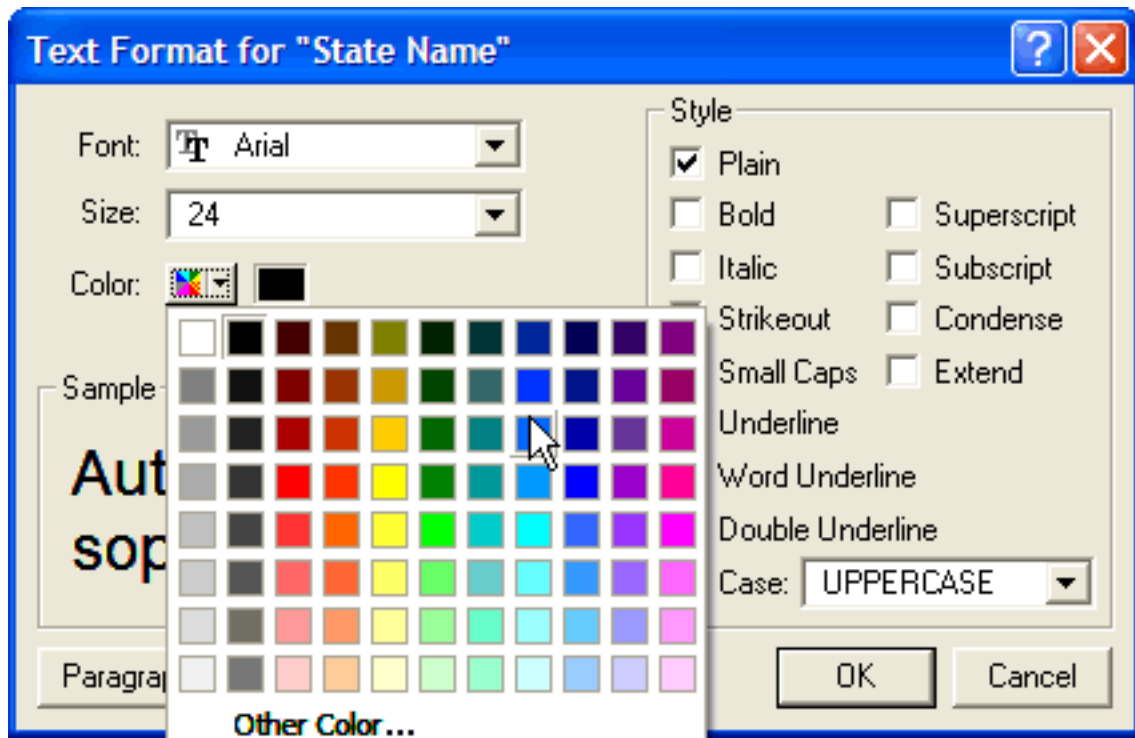 Text Format for "State Name"
Font: Arial
Size: 24
Color:
Style
Plain
Bold
Superscript
Italic
Subscript
Strikeout
Condense
Small Caps
Extend
Underline
Word Underline
Double Underline
Case: UPPERCASE
Sample
Aut
sop
Other Color...
OK
Cancel